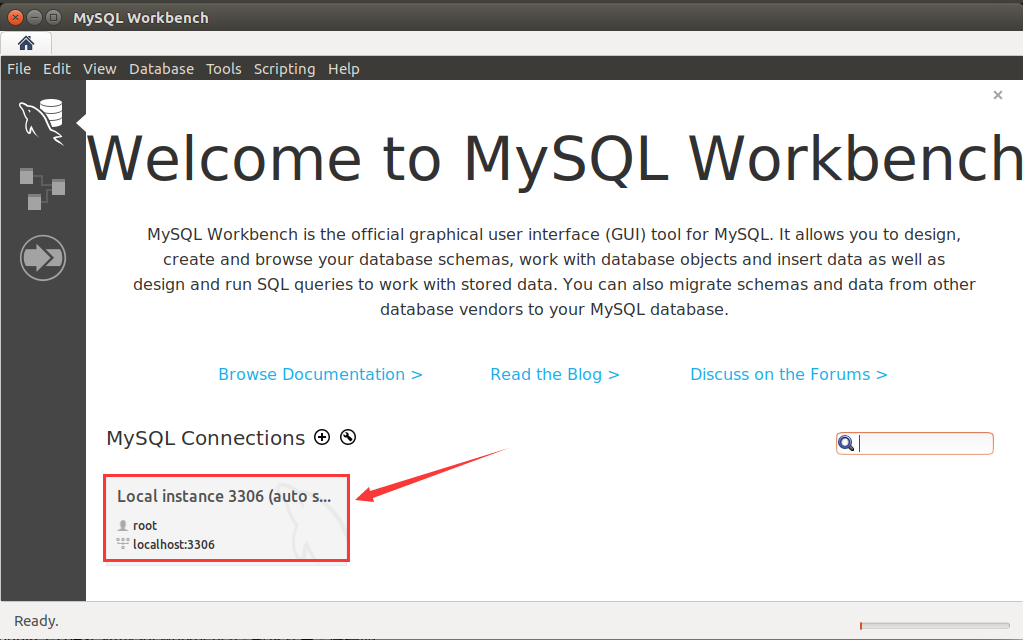 MySQL Workbench
File Edit View Database Tools Scripting Help
Welcome to MySQL Workbench
MySQL Workbench is the official graphical user interface (GUI) tool for MySQL. It allows you to design,
create and browse your database schemas, work with database objects and insert data as well as
design and run SQL queries to work with stored data. You can also migrate schemas and data from other
database vendors to your MySQL database.
Browse Documentation > Read the Blog > Discuss on the Forums >
MySQL Connections
Local instance 3306 (auto s...
root
localhost:3306
Ready.